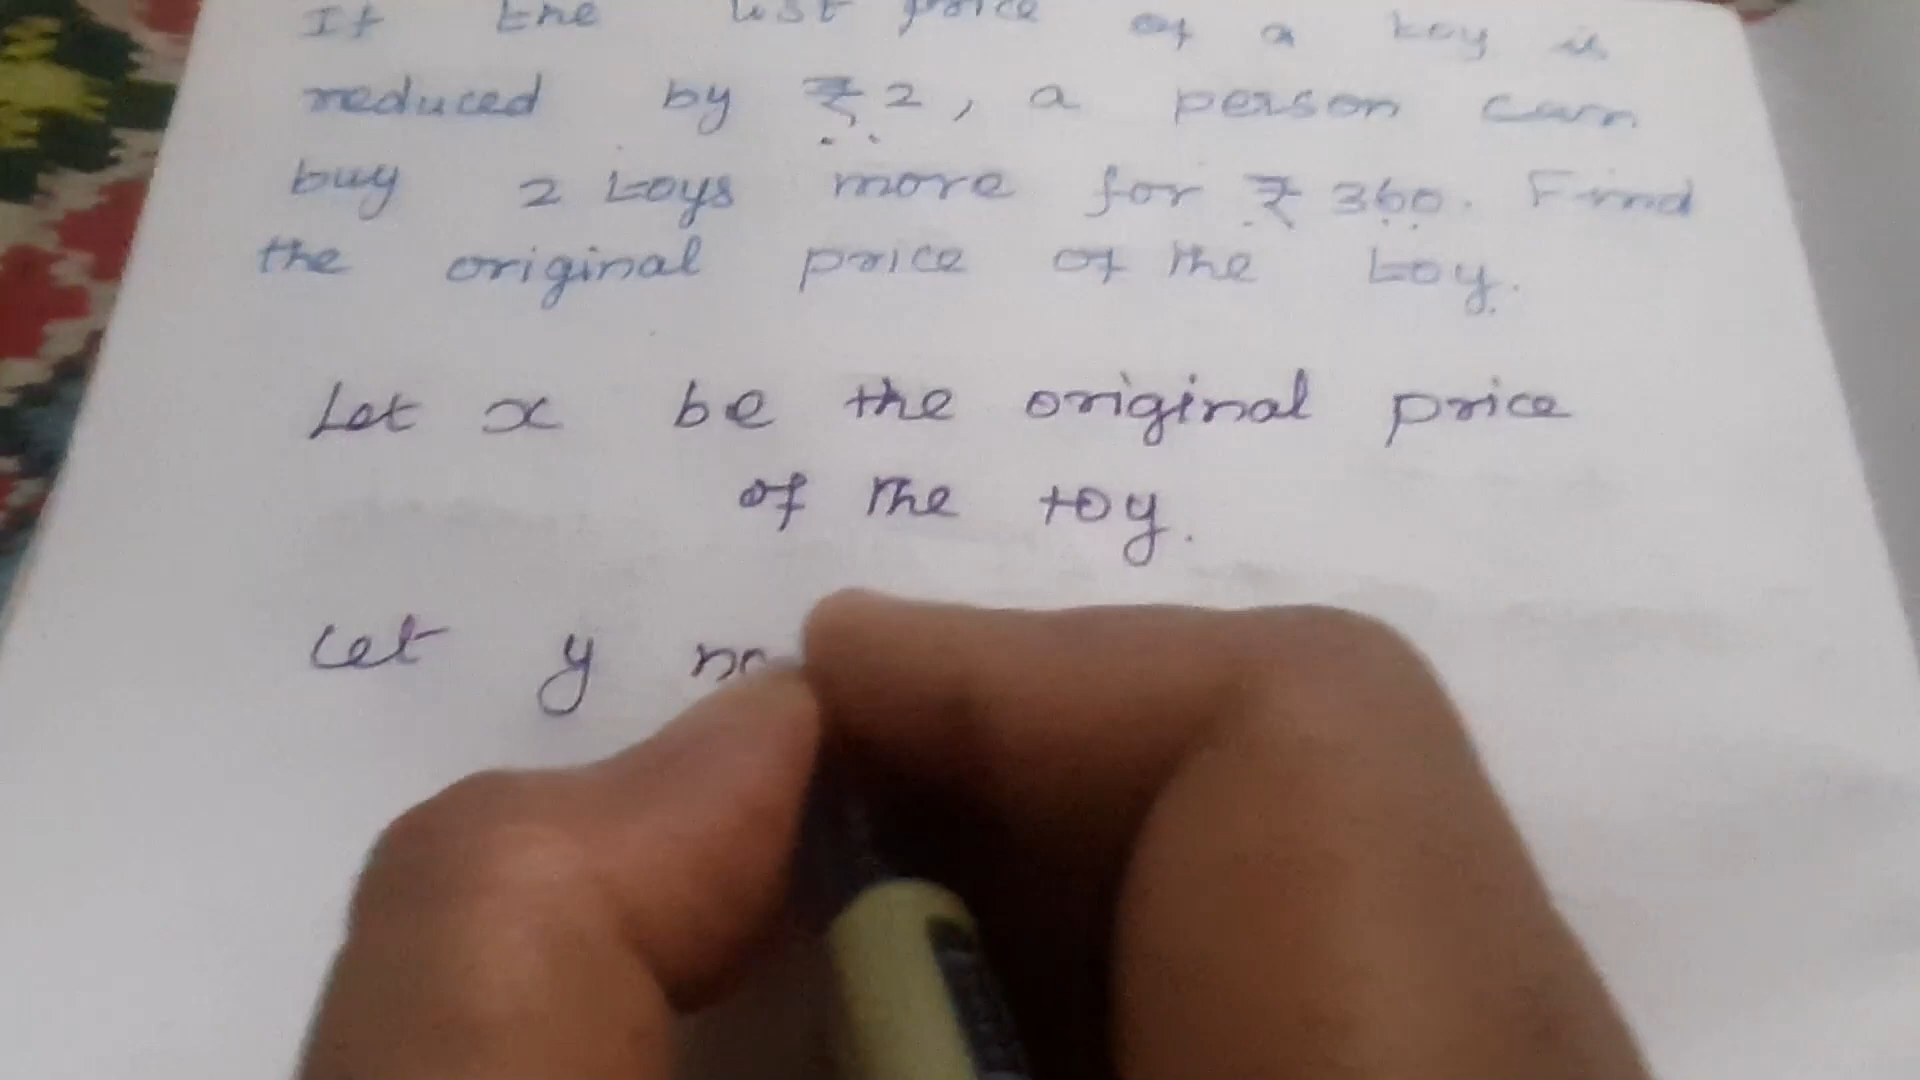 If the list price of a toy is
reduced by ₹ 2, a person can
buy 2 toys more for ₹ 360. Find
the original price of the toy.
Let x be the original price
of the toy.
Let y no